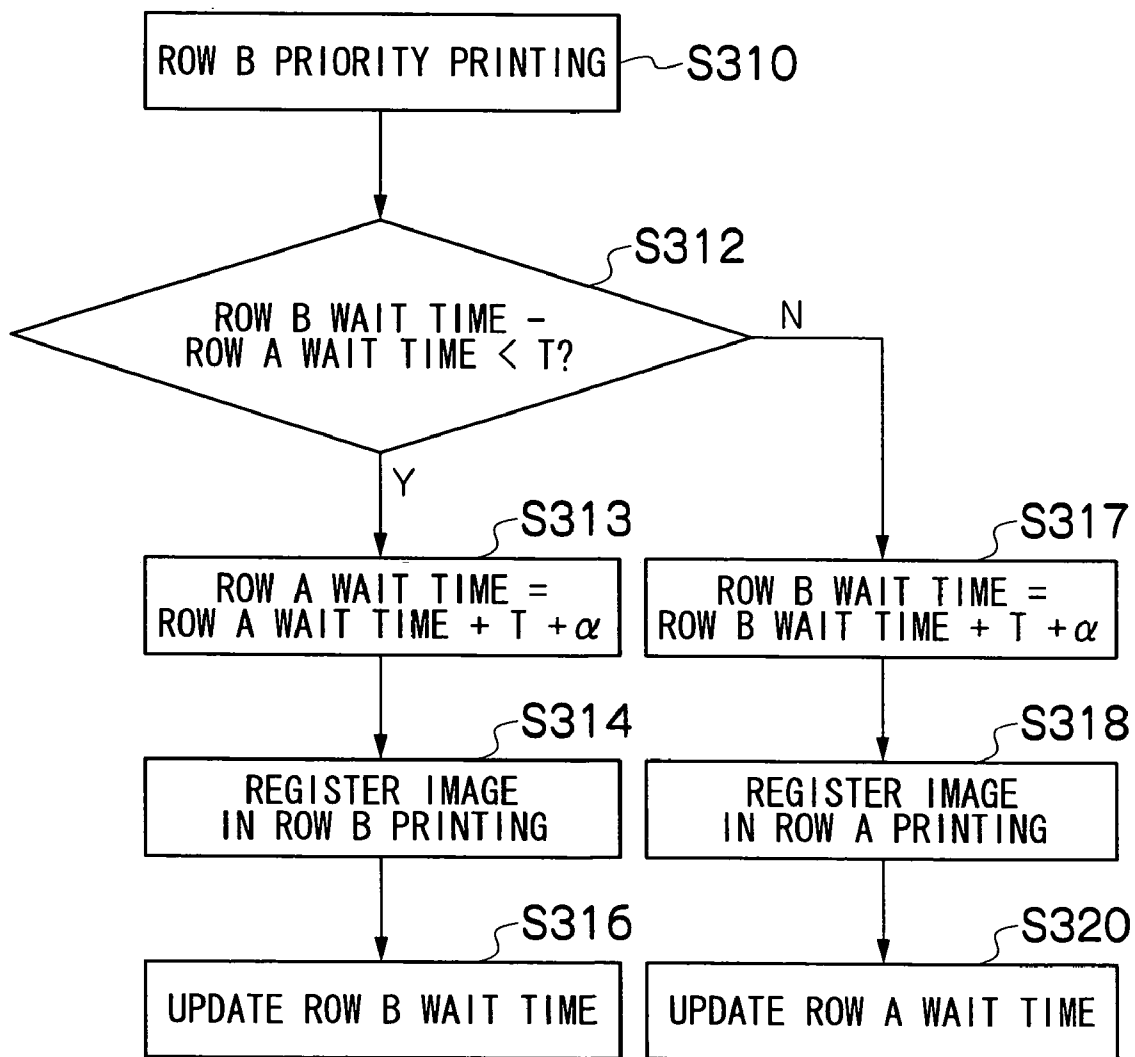 ROW B PRIORITY PRINTING
S310
S312
ROW B WAIT TIME –
ROW A WAIT TIME < T?
N
Y
S313
ROW A WAIT TIME =
ROW A WAIT TIME + T +α
S317
ROW B WAIT TIME =
ROW B WAIT TIME + T +α
S314
REGISTER IMAGE
IN ROW B PRINTING
S318
REGISTER IMAGE
IN ROW A PRINTING
S316
UPDATE ROW B WAIT TIME
S320
UPDATE ROW A WAIT TIME